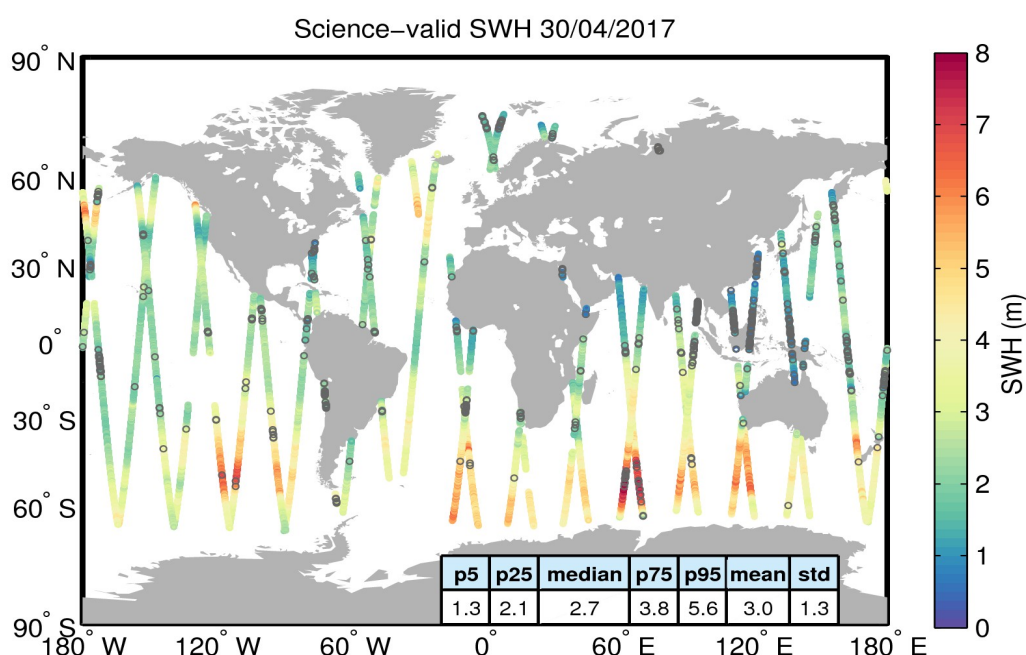 Science−valid SWH 30/04/2017
90° N
60° N
30° N
0°
30° S
60° S
90° S
180° W
120° W
60° W
0°
60° E
120° E
180° E
p5 p25 median p75 p95 mean std
1.3 2.1 2.7 3.8 5.6 3.0 1.3
8
7
6
5
4
3
2
1
0
SWH (m)